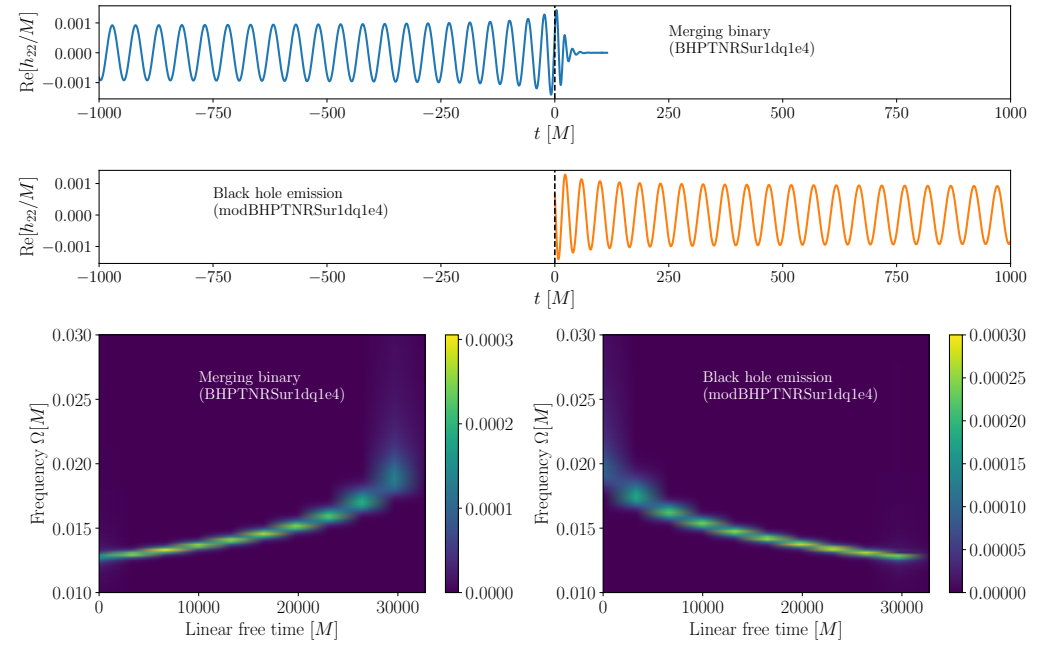 Re[h22/M]
0.001
0.000
−0.001
Merging binary
(BHPTNRSur1dq1e4)
−1000 −750 −500 −250 0 250 500 750 1000
t [M]
Re[h22/M]
0.001
0.000
−0.001
Black hole emission
(modBHPTNRSur1dq1e4)
−1000 −750 −500 −250 0 250 500 750 1000
t [M]
Frequency Ω[M]
0.030
0.025
0.020
0.015
0.010
Merging binary
(BHPTNRSur1dq1e4)
0 10000 20000 30000
Linear free time [M]
0.0003
0.0002
0.0001
0.0000
Frequency Ω[M]
0.030
0.025
0.020
0.015
0.010
Black hole emission
(modBHPTNRSur1dq1e4)
0 10000 20000 30000
Linear free time [M]
0.00030
0.00025
0.00020
0.00015
0.00010
0.00005
0.00000